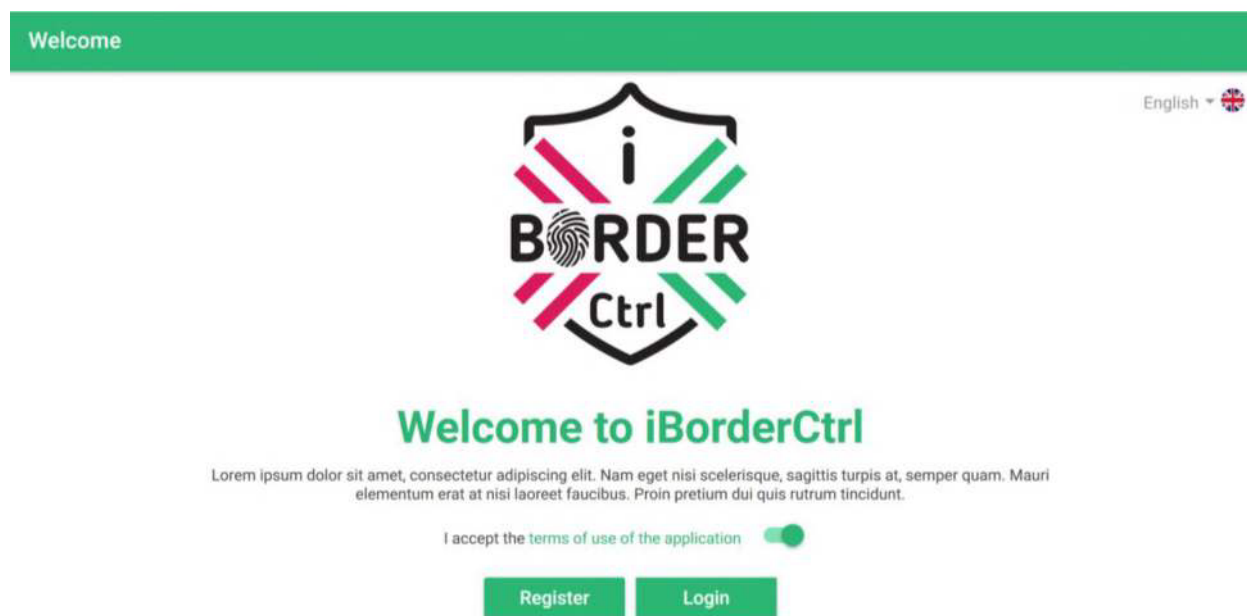 Welcome
English
i
BORDER
Ctrl
Welcome to iBorderCtrl
Lorem ipsum dolor sit amet, consectetur adipiscing elit. Nam eget nisi scelerisque, sagittis turpis at, semper quam. Mauri
elementum erat at nisi laoreet faucibus. Proin pretium dui quis rutrum tincidunt.
I accept the terms of use of the application
Register Login